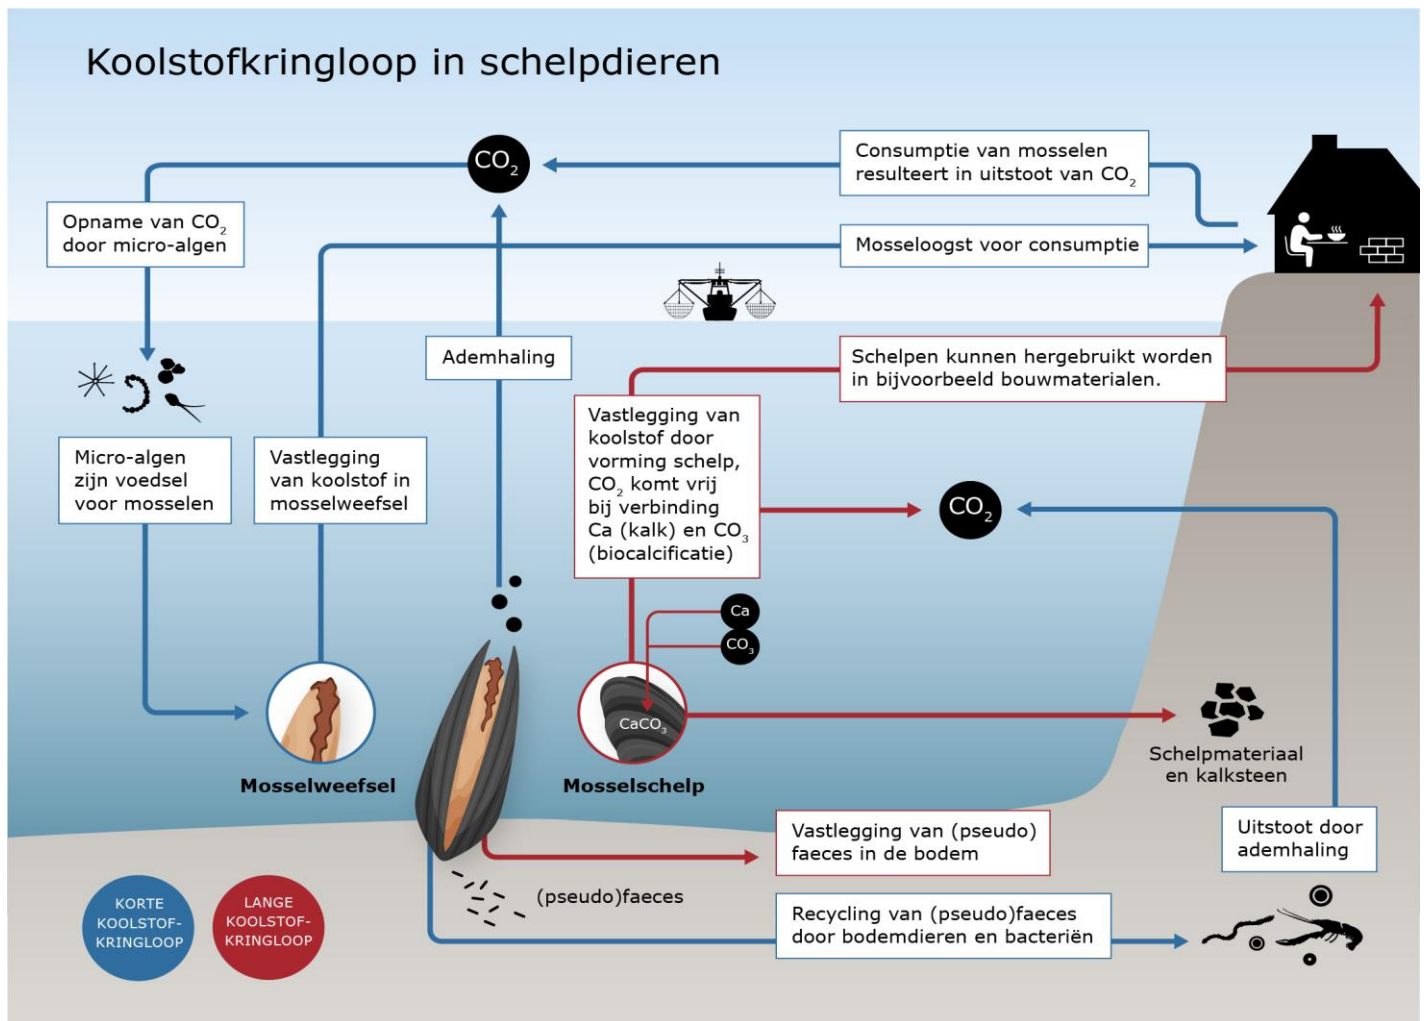 Koolstofkringloop in schelpdieren
CO₂
Consumptie van mosselen
resulteert in uitstoot van CO₂
Opname van CO₂
door micro-algen
Mosseloogst voor consumptie
Ademhaling
Schelpen kunnen hergebruikt worden
in bijvoorbeeld bouwmaterialen.
Micro-algen
zijn voedsel
voor mosselen
Vastlegging
van koolstof in
mosselweefsel
Vastlegging van
koolstof door
vorming schelp,
CO₂ komt vrij
bij verbinding
Ca (kalk) en CO₃
(biocalcificatie)
CO₂
Ca
CO₃
CaCO₃
Mosselweefsel
Mosselschelp
Schelpmateriaal
en kalksteen
Vastlegging van (pseudo)
faeces in de bodem
Uitstoot door
ademhaling
(pseudo)faeces
Recycling van (pseudo)faeces
door bodemdieren en bacteriën
KORTE
KOOLSTOF-
KRINGLOOP
LANGE
KOOLSTOF-
KRINGLOOP